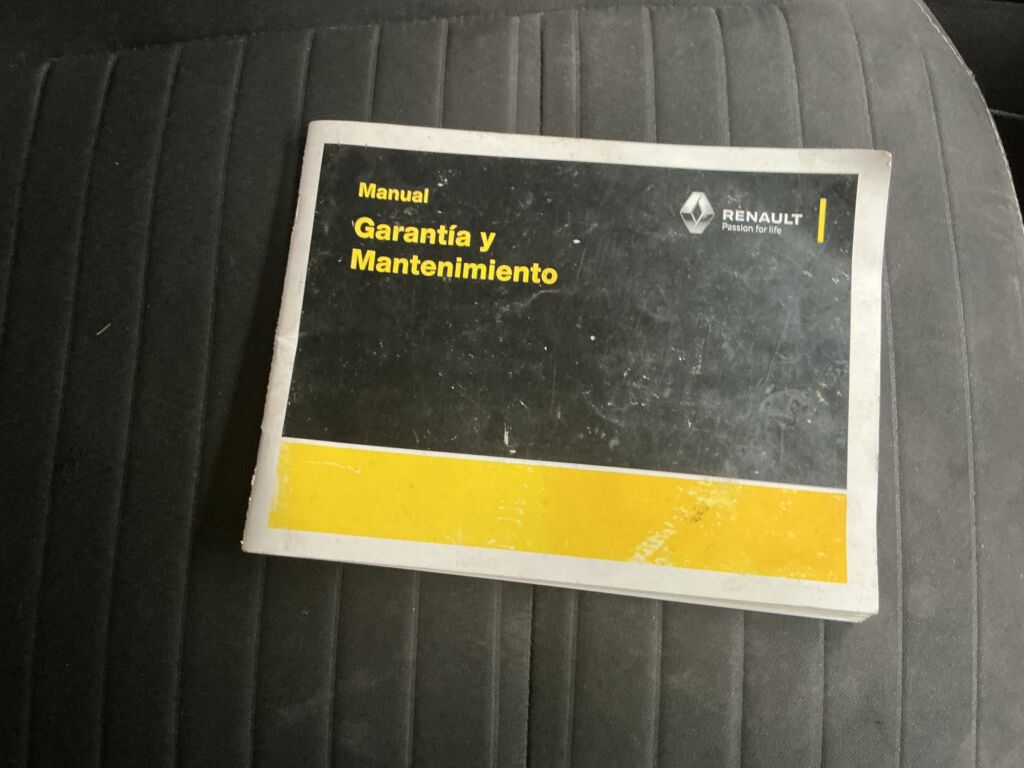 Manual
Garantía y
Mantenimiento
RENAULT
Passion for life